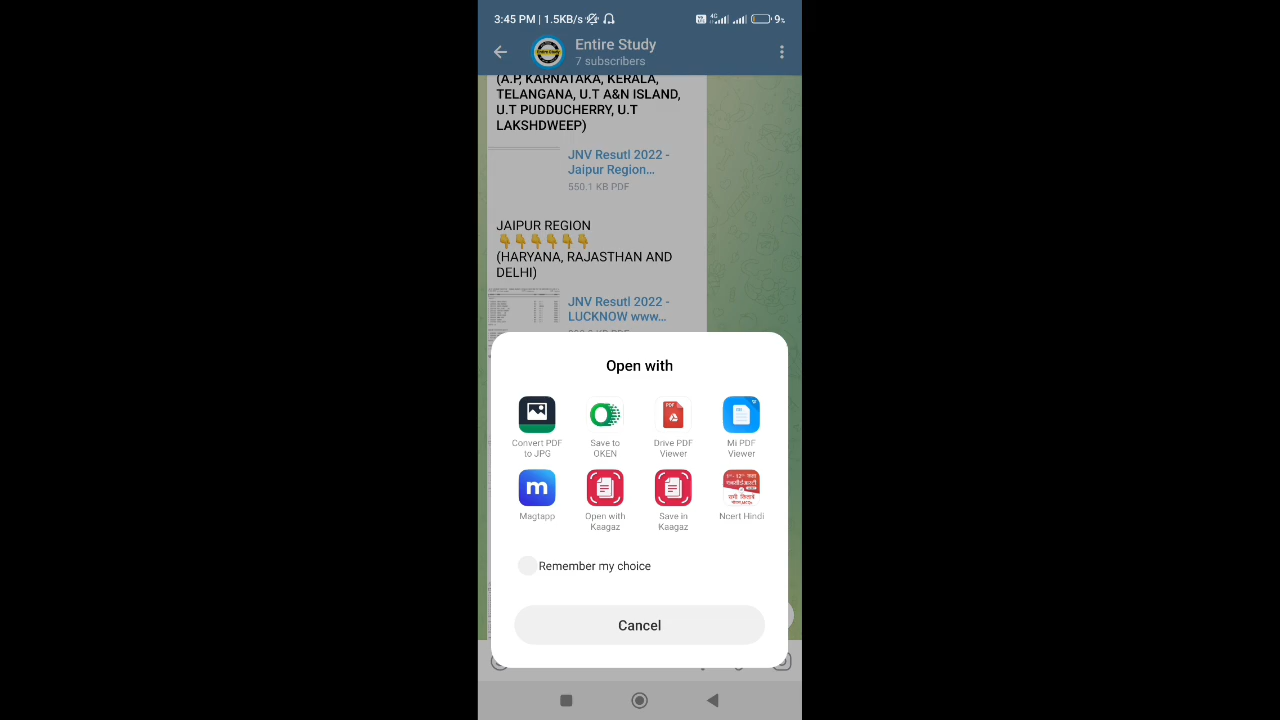 3:45 PM | 1.5KB/s
4G
9%
Entire Study
7 subscribers
(A.P, KARNATAKA, KERALA,
TELANGANA, U.T A&N ISLAND,
U.T PUDDUCHERRY, U.T
LAKSHDWEEP)
JNV Resutl 2022 -
Jaipur Region...
550.1 KB PDF
JAIPUR REGION
👇👇👇👇👇👇
(HARYANA, RAJASTHAN AND
DELHI)
JNV Resutl 2022 -
LUCKNOW www...
Open with
Convert PDF
to JPG
Save to
OKEN
Drive PDF
Viewer
Mi PDF
Viewer
Magtapp
Open with
Kaagaz
Save in
Kaagaz
Ncert Hindi
Remember my choice
Cancel